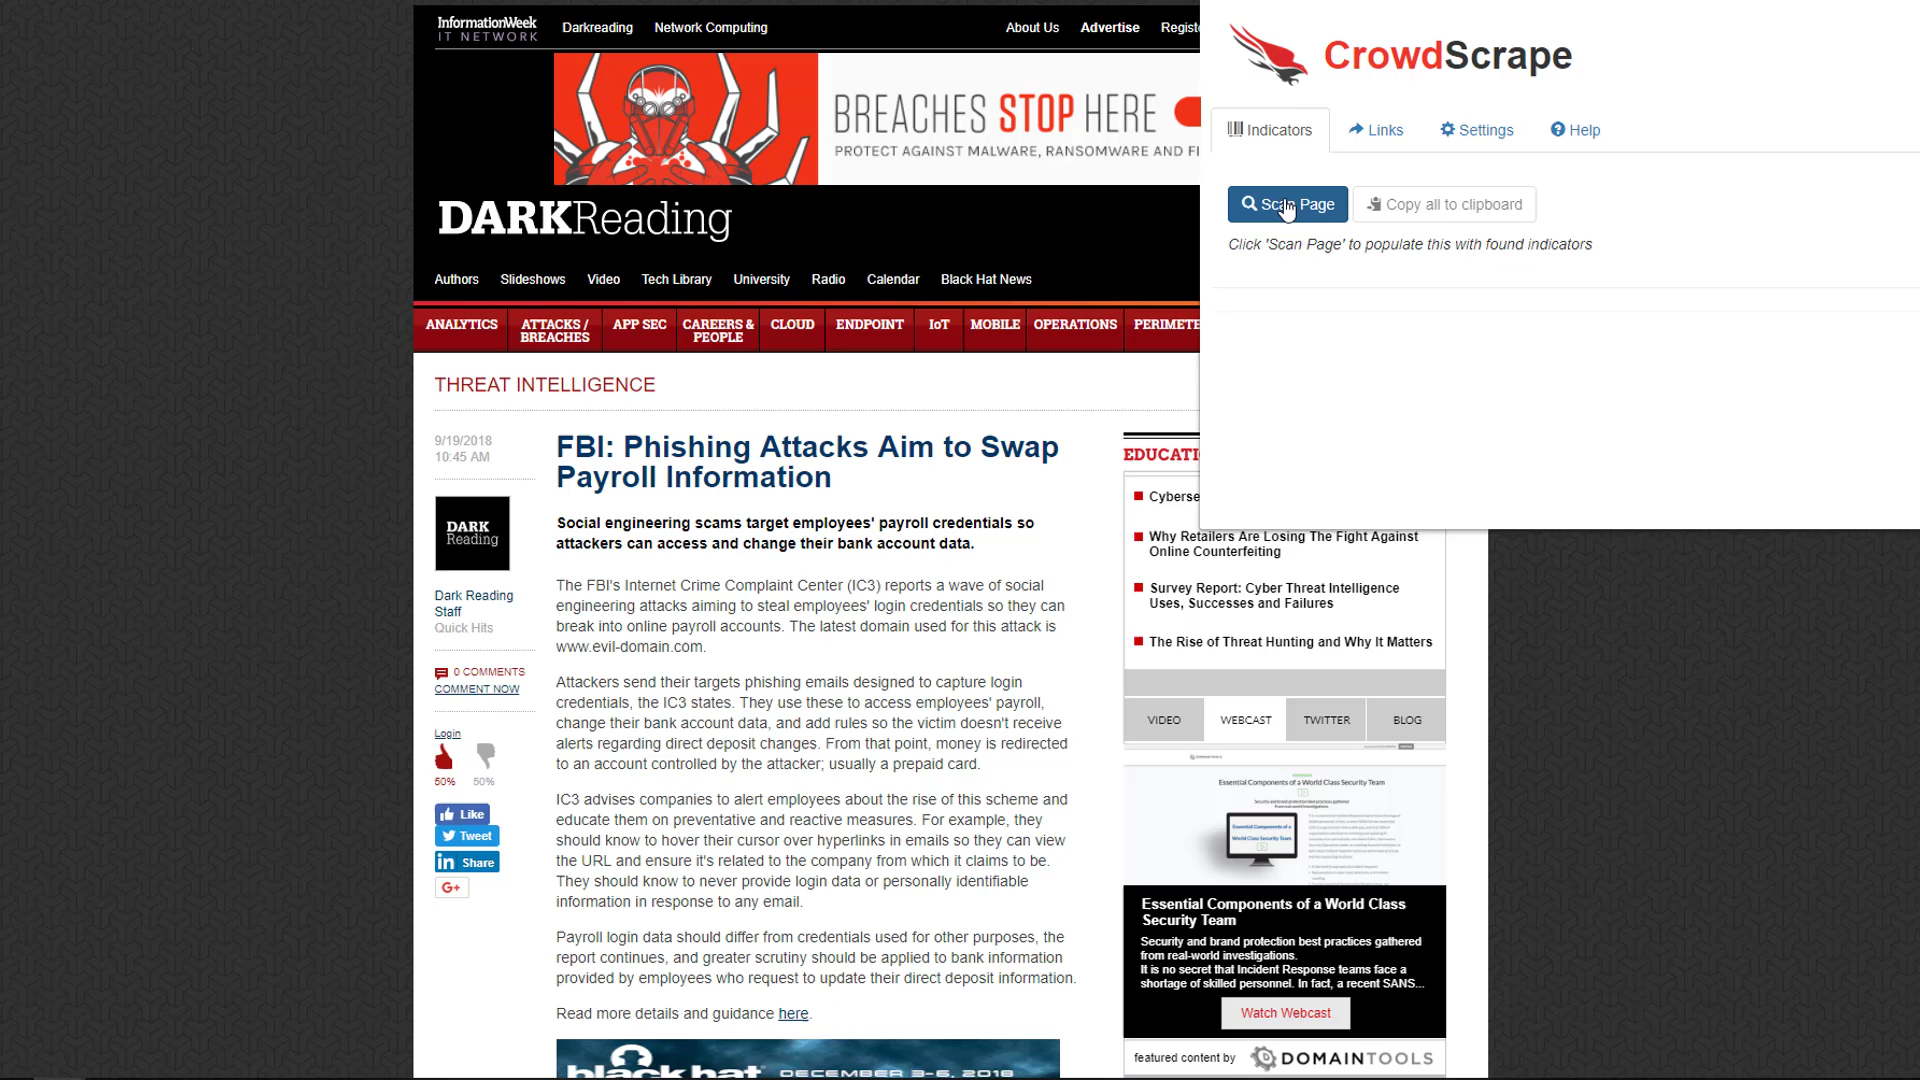 InformationWeek
IT NETWORK
Darkreading
Network Computing
About Us
Advertise
BREACHES STOP HERE
PROTECT AGAINST MALWARE, RANSOMWARE AND
DARKReading
Authors
Slideshows
Video
Tech Library
University
Radio
Calendar
Black Hat News
ANALYTICS
ATTACKS /
BREACHES
APP SEC
CAREERS &
PEOPLE
CLOUD
ENDPOINT
IoT
MOBILE
OPERATIONS
CrowdScrape
Indicators
Links
Settings
Help
Scan Page
Copy all to clipboard
Click 'Scan Page' to populate this with found indicators
THREAT INTELLIGENCE
9/19/2018
10:45 AM
DARK
Reading
Dark Reading
Staff
Quick Hits
0 COMMENTS
COMMENT NOW
Login
50%
50%
Like
Tweet
in Share
G+
FBI: Phishing Attacks Aim to Swap
Payroll Information
Social engineering scams target employees' payroll credentials so
attackers can access and change their bank account data.
The FBI's Internet Crime Complaint Center (IC3) reports a wave of social
engineering attacks aiming to steal employees' login credentials so they can
break into online payroll accounts. The latest domain used for this attack is
www.evil-domain.com.
Attackers send their targets phishing emails designed to capture login
credentials, the IC3 states. They use these to access employees' payroll,
change their bank account data, and add rules so the victim doesn't receive
alerts regarding direct deposit changes. From that point, money is redirected
to an account controlled by the attacker; usually a prepaid card.
IC3 advises companies to alert employees about the rise of this scheme and
educate them on preventative and reactive measures. For example, they
should know to hover their cursor over hyperlinks in emails so they can view
the URL and ensure it's related to the company from which it claims to be.
They should know to never provide login data or personally identifiable
information in response to any email.
Payroll login data should differ from credentials used for other purposes, the
report continues, and greater scrutiny should be applied to bank information
provided by employees who request to update their direct deposit information.
Read more details and guidance here.
black hat
DECEMBER 3-6, 2018
Why Retailers Are Losing The Fight Against
Online Counterfeiting
Survey Report: Cyber Threat Intelligence
Uses, Successes and Failures
The Rise of Threat Hunting and Why It Matters
VIDEO
WEBCAST
TWITTER
BLOG
Essential Components of a World Class Security Team
Essential Components of a
World Class Security Team
Essential Components of a World Class
Security Team
Security and brand protection best practices gathered
from real-world investigations.
It is no secret that Incident Response teams face a
shortage of skilled personnel. In fact, a recent SANS...
Watch Webcast
featured content by
DOMAINTOOLS